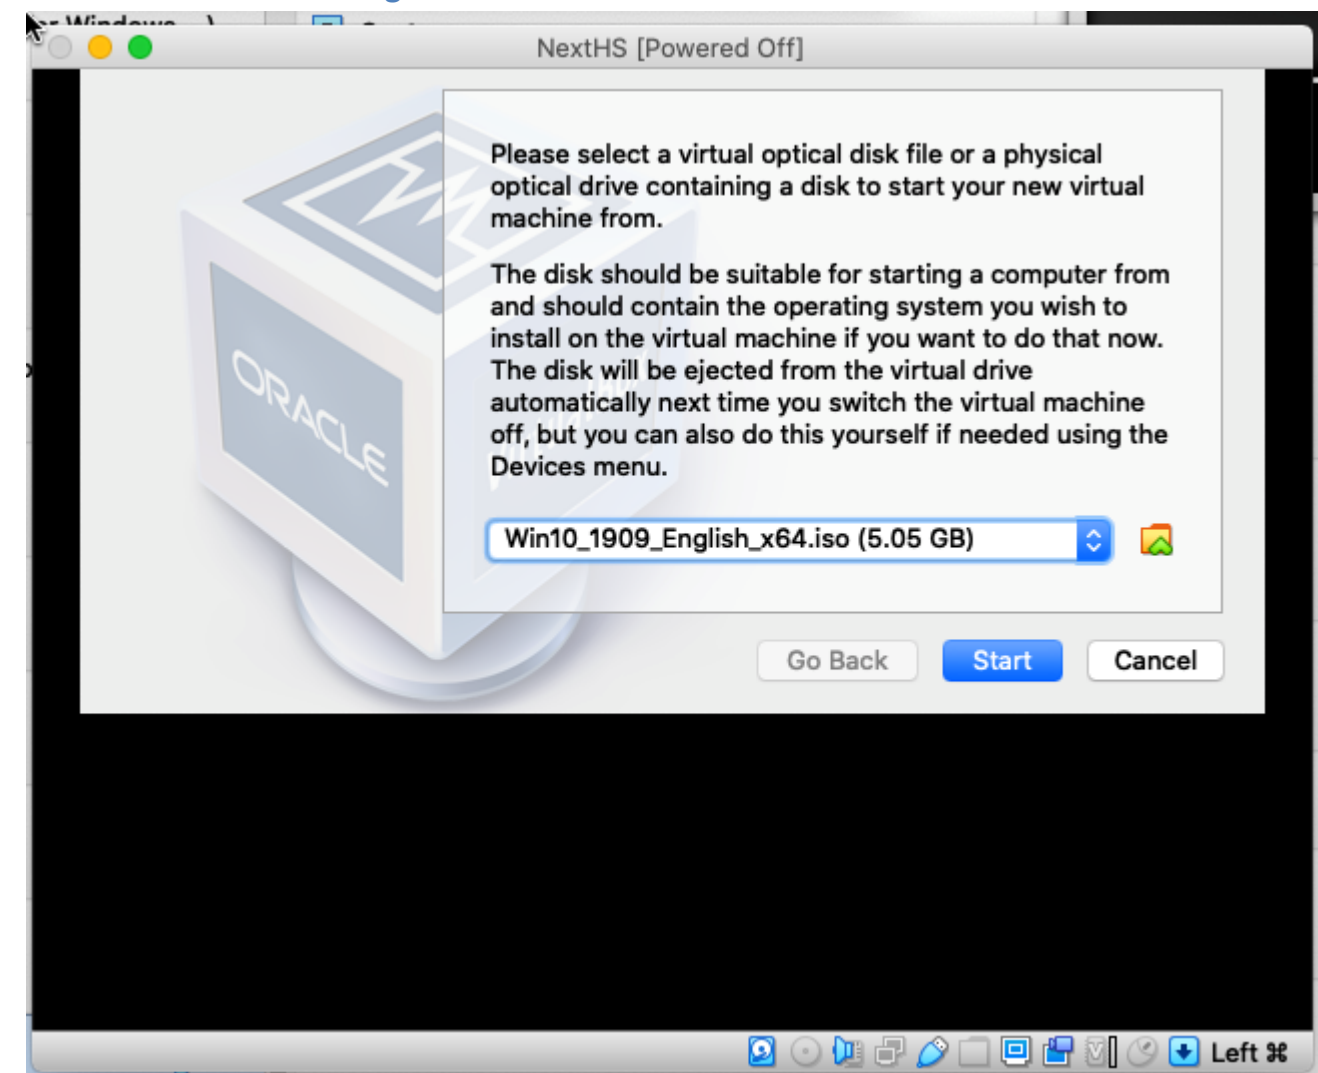 NextHS [Powered Off]
Please select a virtual optical disk file or a physical
optical drive containing a disk to start your new virtual
machine from.
The disk should be suitable for starting a computer from
and should contain the operating system you wish to
install on the virtual machine if you want to do that now.
The disk will be ejected from the virtual drive
automatically next time you switch the virtual machine
off, but you can also do this yourself if needed using the
Devices menu.
ORACLE
Win10_1909_English_x64.iso (5.05 GB)
Go Back
Start
Cancel
Left ⌘